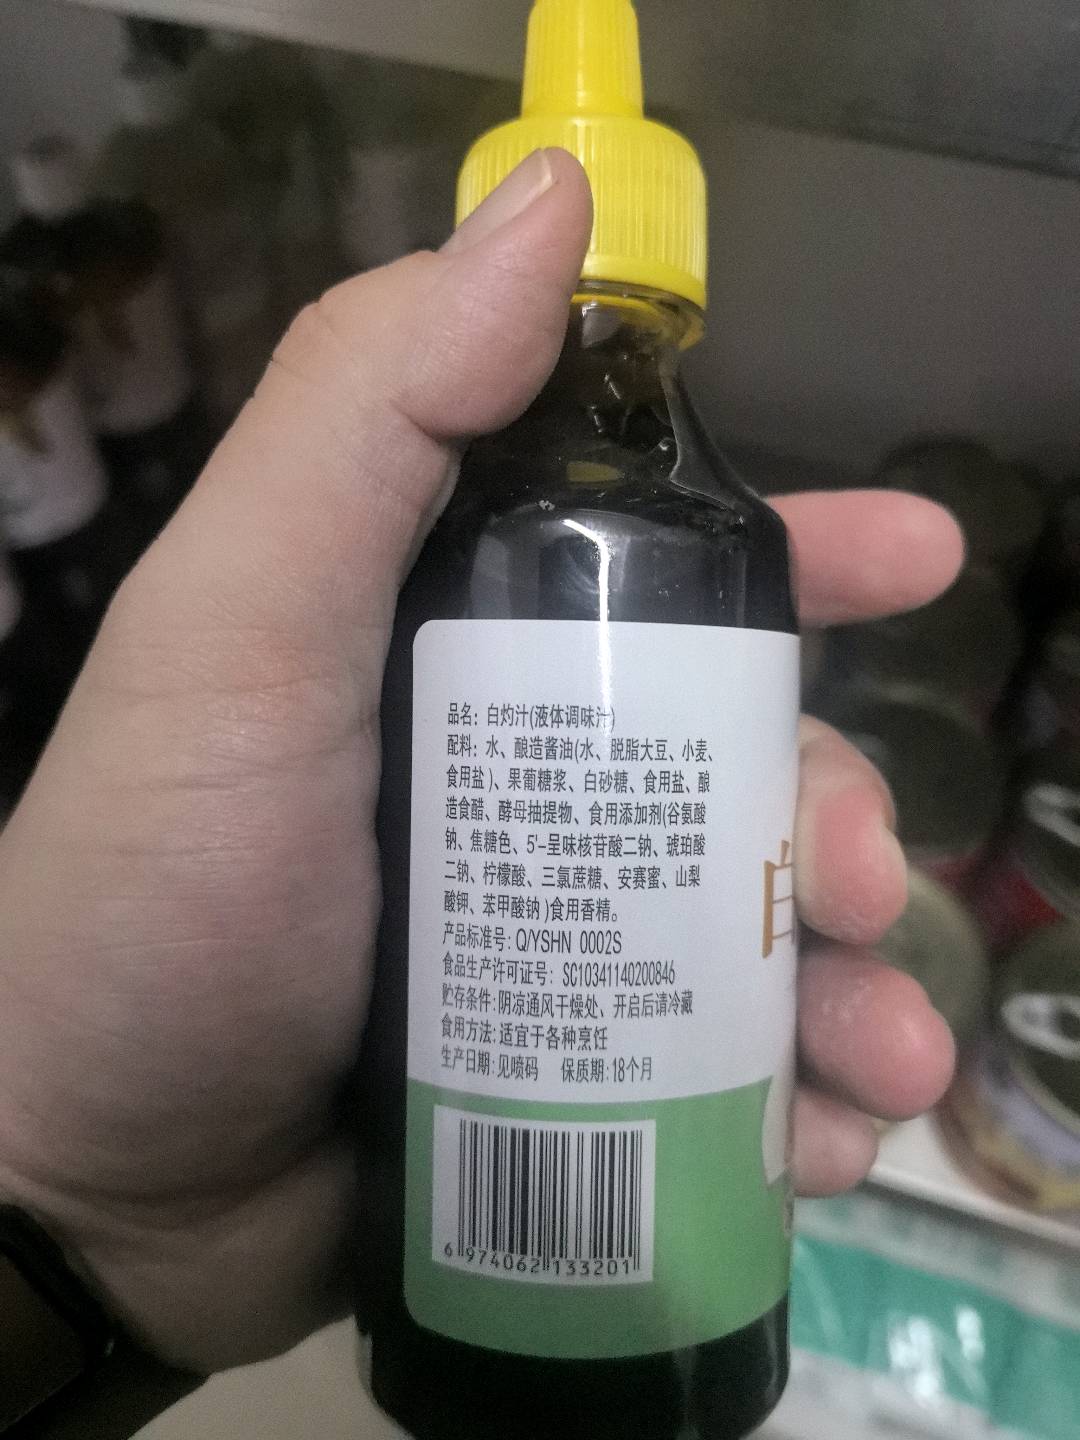 品名：白灼汁(液体调味汁)
配料：水、酿造酱油(水、脱脂大豆、小麦、
食用盐)、果葡糖浆、白砂糖、食用盐、酿
造食醋、酵母抽提物、食用添加剂(谷氨酸
钠、焦糖色、5'-呈味核苷酸二钠、琥珀酸
二钠、柠檬酸、三氯蔗糖、安赛蜜、山梨
酸钾、苯甲酸钠)食用香精。
产品标准号：Q/YSHN 0002S
食品生产许可证号：SC10341140200846
贮存条件：阴凉通风干燥处、开启后请冷藏
食用方法：适宜于各种烹饪
生产日期：见喷码 保质期：18个月
6 974062 133201
白